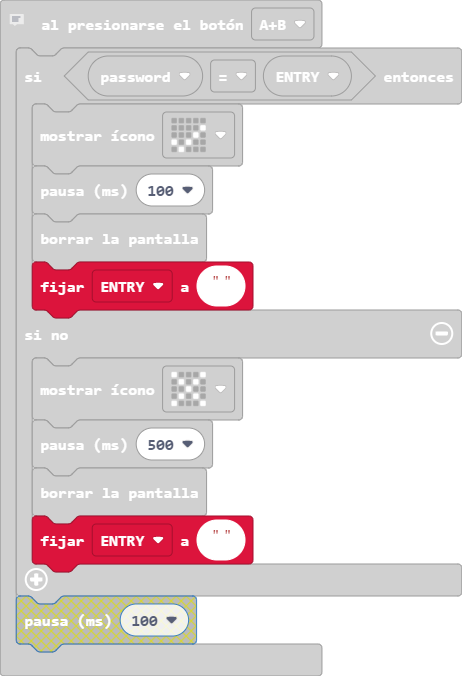 al presionarse el botón A+B
si password = ENTRY entonces
mostrar ícono
pausa (ms) 100
borrar la pantalla
fijar ENTRY a " "
si no
mostrar ícono
pausa (ms) 500
borrar la pantalla
fijar ENTRY a " "
pausa (ms) 100